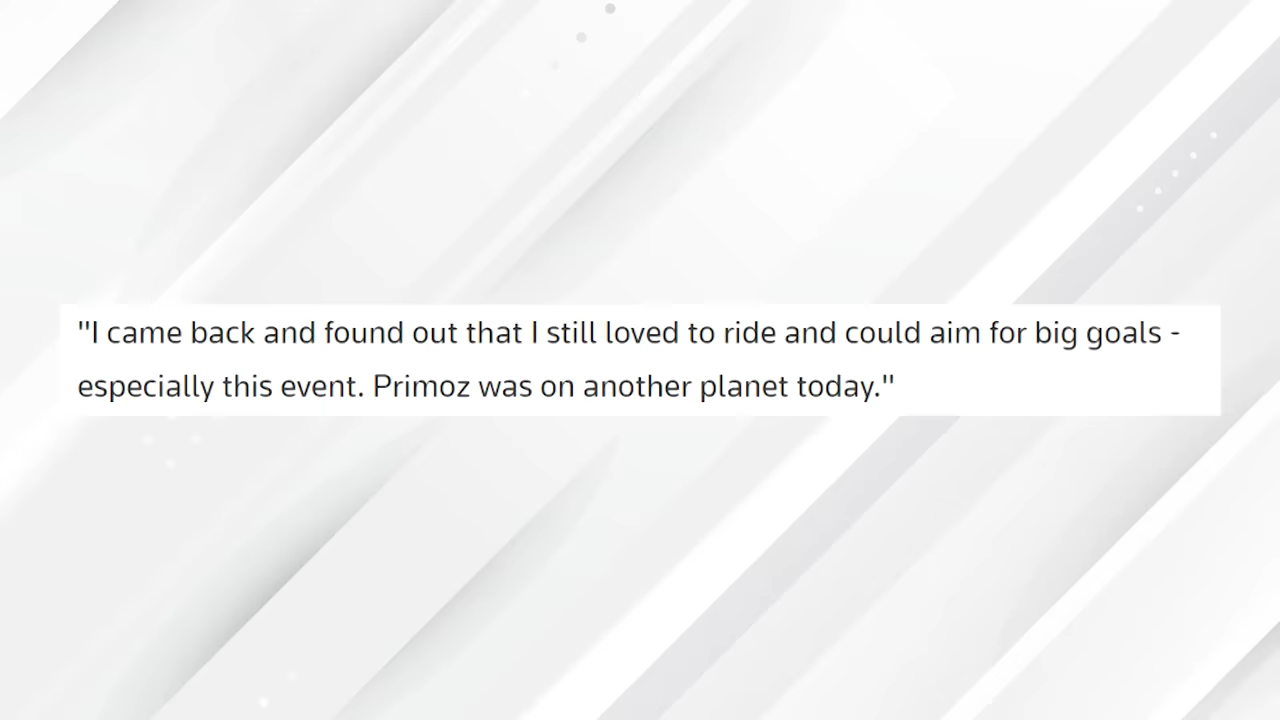 "I came back and found out that I still loved to ride and could aim for big goals -
especially this event. Primoz was on another planet today."